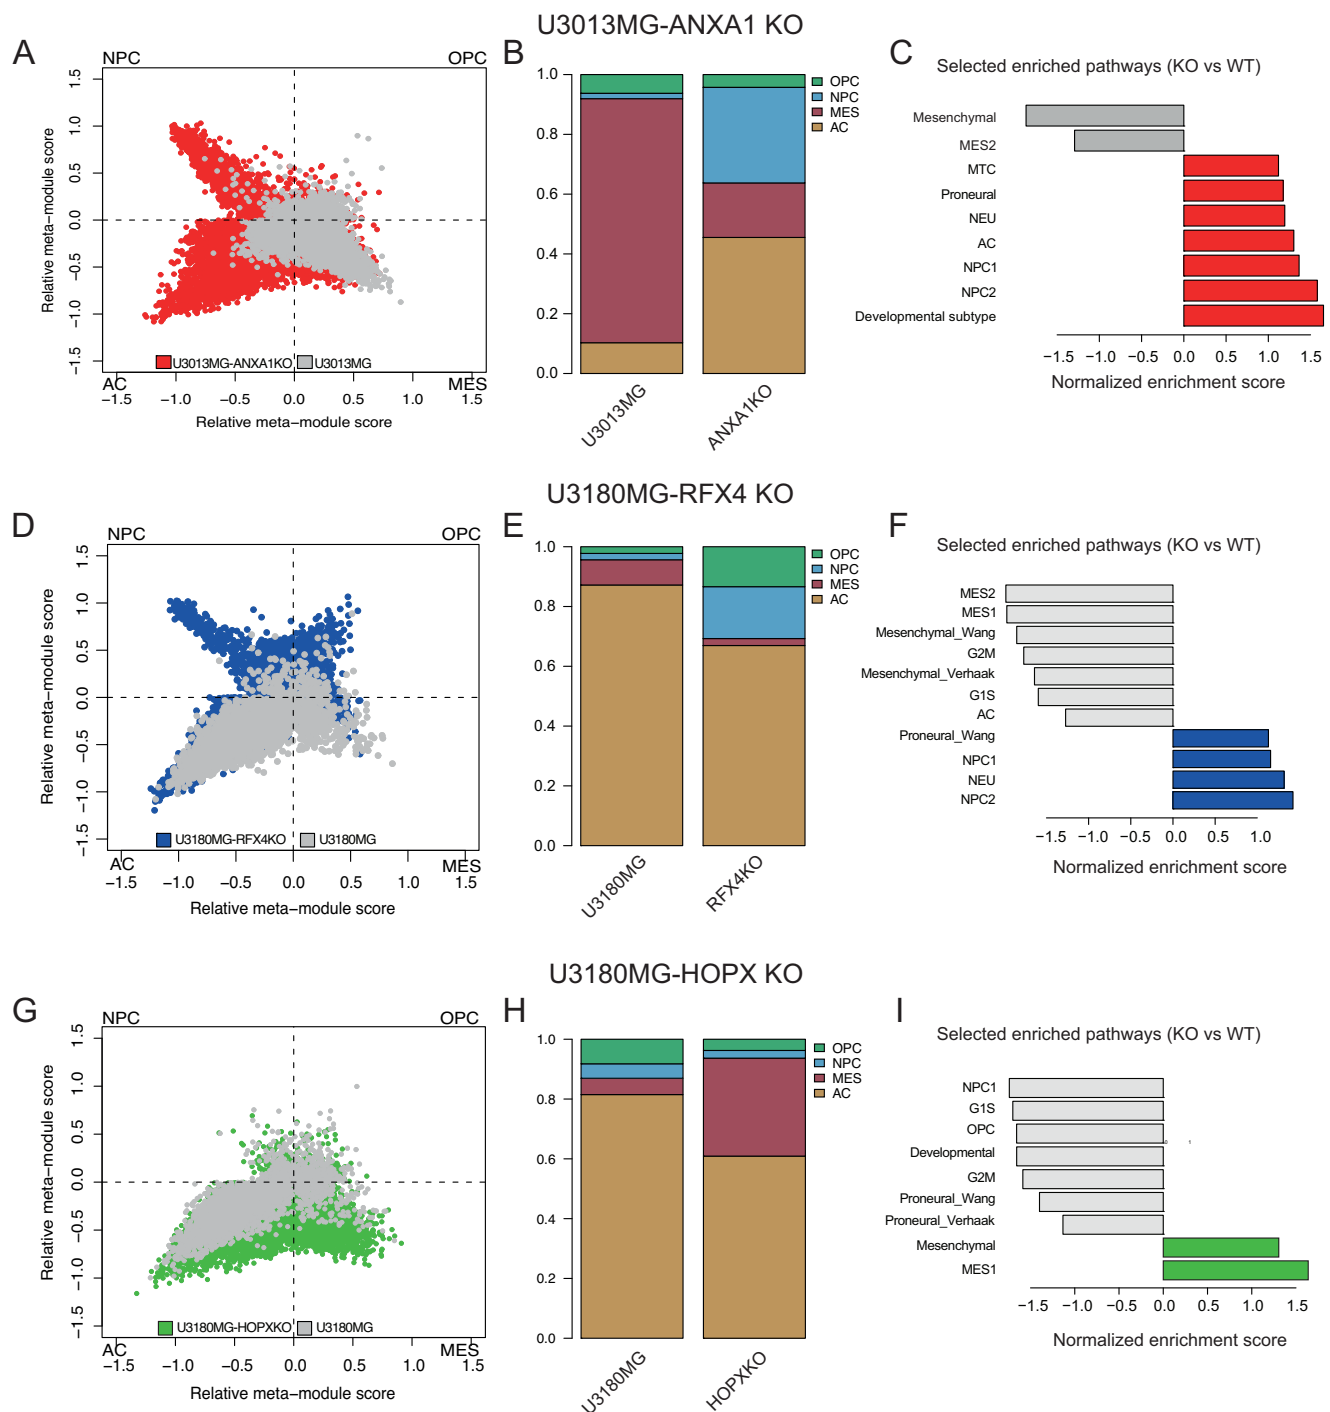 U3013MG-ANXA1 KO
A
NPC
OPC
1.5
1.0
0.5
0.0
−0.5
−1.0
−1.5
Relative meta−module score
U3013MG-ANXA1KO
U3013MG
AC
MES
−1.5 −1.0 −0.5 0.0 0.5 1.0 1.5
Relative meta−module score
B
1.0
0.8
0.6
0.4
0.2
0.0
OPC
NPC
MES
AC
U3013MG
ANXA1KO
C
Selected enriched pathways (KO vs WT)
Mesenchymal
MES2
MTC
Proneural
NEU
AC
NPC1
NPC2
Developmental subtype
−1.5 −1.0 −0.5 0.0 0.5 1.0 1.5
Normalized enrichment score
U3180MG-RFX4 KO
D
NPC
OPC
1.5
1.0
0.5
0.0
−0.5
−1.0
−1.5
Relative meta−module score
U3180MG-RFX4KO
U3180MG
AC
MES
−1.5 −1.0 −0.5 0.0 0.5 1.0 1.5
Relative meta−module score
E
1.0
0.8
0.6
0.4
0.2
0.0
OPC
NPC
MES
AC
U3180MG
RFX4KO
F
Selected enriched pathways (KO vs WT)
MES2
MES1
Mesenchymal_Wang
G2M
Mesenchymal_Verhaak
G1S
AC
Proneural_Wang
NPC1
NEU
NPC2
−1.5 −1.0 −0.5 0.0 0.5 1.0
Normalized enrichment score
U3180MG-HOPX KO
G
NPC
OPC
1.5
1.0
0.5
0.0
−0.5
−1.0
−1.5
Relative meta−module score
U3180MG-HOPXKO
U3180MG
AC
MES
−1.5 −1.0 −0.5 0.0 0.5 1.0 1.5
Relative meta−module score
H
1.0
0.8
0.6
0.4
0.2
0.0
OPC
NPC
MES
AC
U3180MG
HOPXKO
I
Selected enriched pathways (KO vs WT)
NPC1
G1S
OPC
0 1
Developmental
G2M
Proneural_Wang
Proneural_Verhaak
Mesenchymal
MES1
−1.5 −1.0 −0.5 0.0 0.5 1.0 1.5
Normalized enrichment score